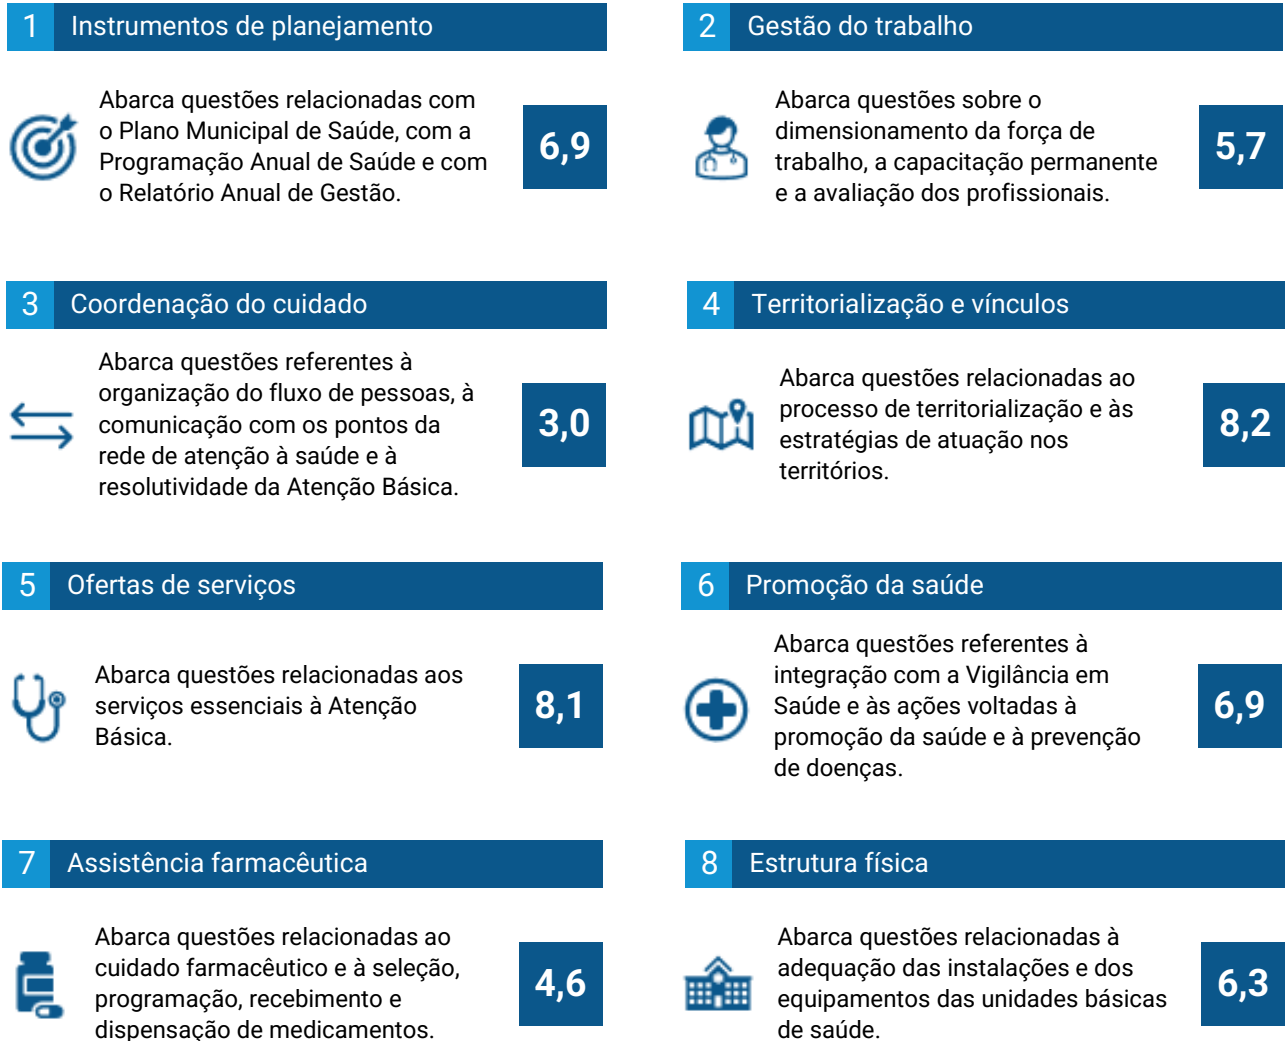 1 Instrumentos de planejamento
Abarca questões relacionadas com
o Plano Municipal de Saúde, com a
Programação Anual de Saúde e com
o Relatório Anual de Gestão.
6,9
2 Gestão do trabalho
Abarca questões sobre o
dimensionamento da força de
trabalho, a capacitação permanente
e a avaliação dos profissionais.
5,7
3 Coordenação do cuidado
Abarca questões referentes à
organização do fluxo de pessoas, à
comunicação com os pontos da
rede de atenção à saúde e à
resolutividade da Atenção Básica.
3,0
4 Territorialização e vínculos
Abarca questões relacionadas ao
processo de territorialização e às
estratégias de atuação nos
territórios.
8,2
5 Ofertas de serviços
Abarca questões relacionadas aos
serviços essenciais à Atenção
Básica.
8,1
6 Promoção da saúde
Abarca questões referentes à
integração com a Vigilância em
Saúde e às ações voltadas à
promoção da saúde e à prevenção
de doenças.
6,9
7 Assistência farmacêutica
Abarca questões relacionadas ao
cuidado farmacêutico e à seleção,
programação, recebimento e
dispensação de medicamentos.
4,6
8 Estrutura física
Abarca questões relacionadas à
adequação das instalações e dos
equipamentos das unidades básicas
de saúde.
6,3